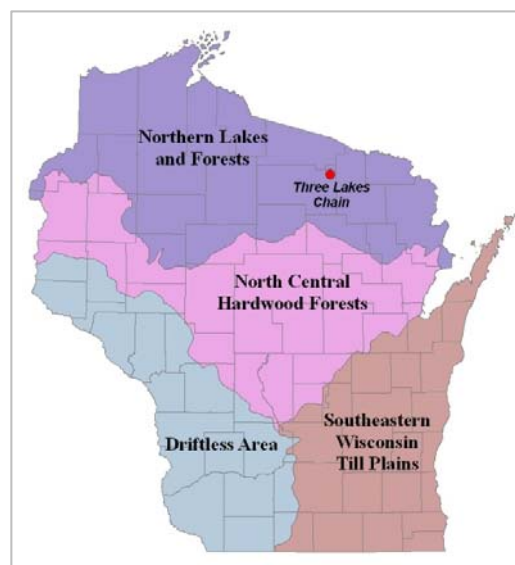 Northern Lakes
and Forests
Three Lakes
Chain
North Central
Hardwood Forests
Driftless Area
Southeastern
Wisconsin
Till Plains